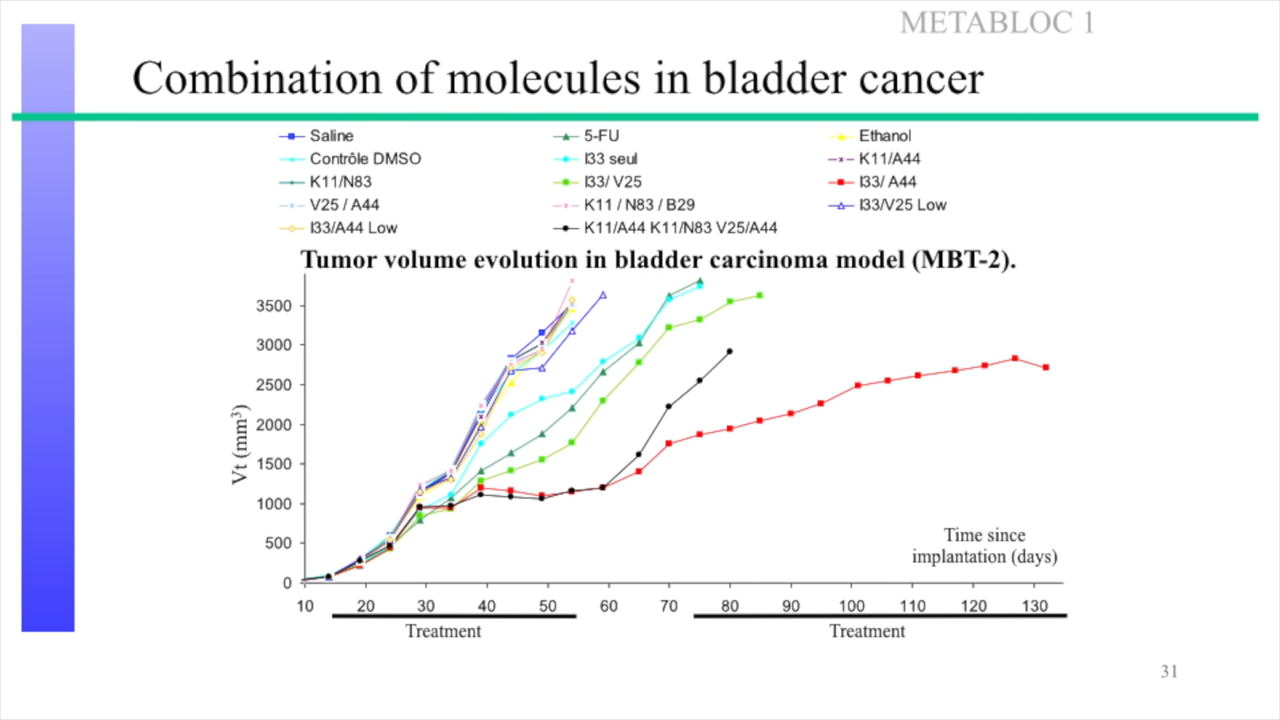 METABLOC 1
Combination of molecules in bladder cancer
Saline 5-FU Ethanol
Contrôle DMSO I33 seul K11/A44
K11/N83 I33/ V25 I33/ A44
V25 / A44 K11 / N83 / B29 I33/V25 Low
I33/A44 Low K11/A44 K11/N83 V25/A44
Tumor volume evolution in bladder carcinoma model (MBT-2).
Vt (mm³)
3500
3000
2500
2000
1500
1000
500
0
Time since
implantation (days)
10 20 30 40 50 60 70 80 90 100 110 120 130
Treatment Treatment
31